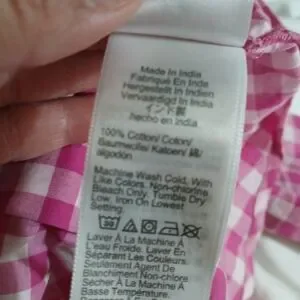 Made In India
Fabriqué En Inde
Hergestellt In Indien
Vervaardigd In India
インド製
hecho en India
100% Cotton/Coton/
Baumwolle/Katoen/綿/
algodon
Machine Wash Cold, With
Like Colors. Non-chlorine
Bleach Only. Tumble Dry
Low. Iron On Lowest
Setting.
30
Laver À La Machine À
L'eau Froide. Laver En
Séparant Les Couleurs
Seulement Agent De
Blanchiment Non-chloré.
Sécher À La Machine À
Basse Température.